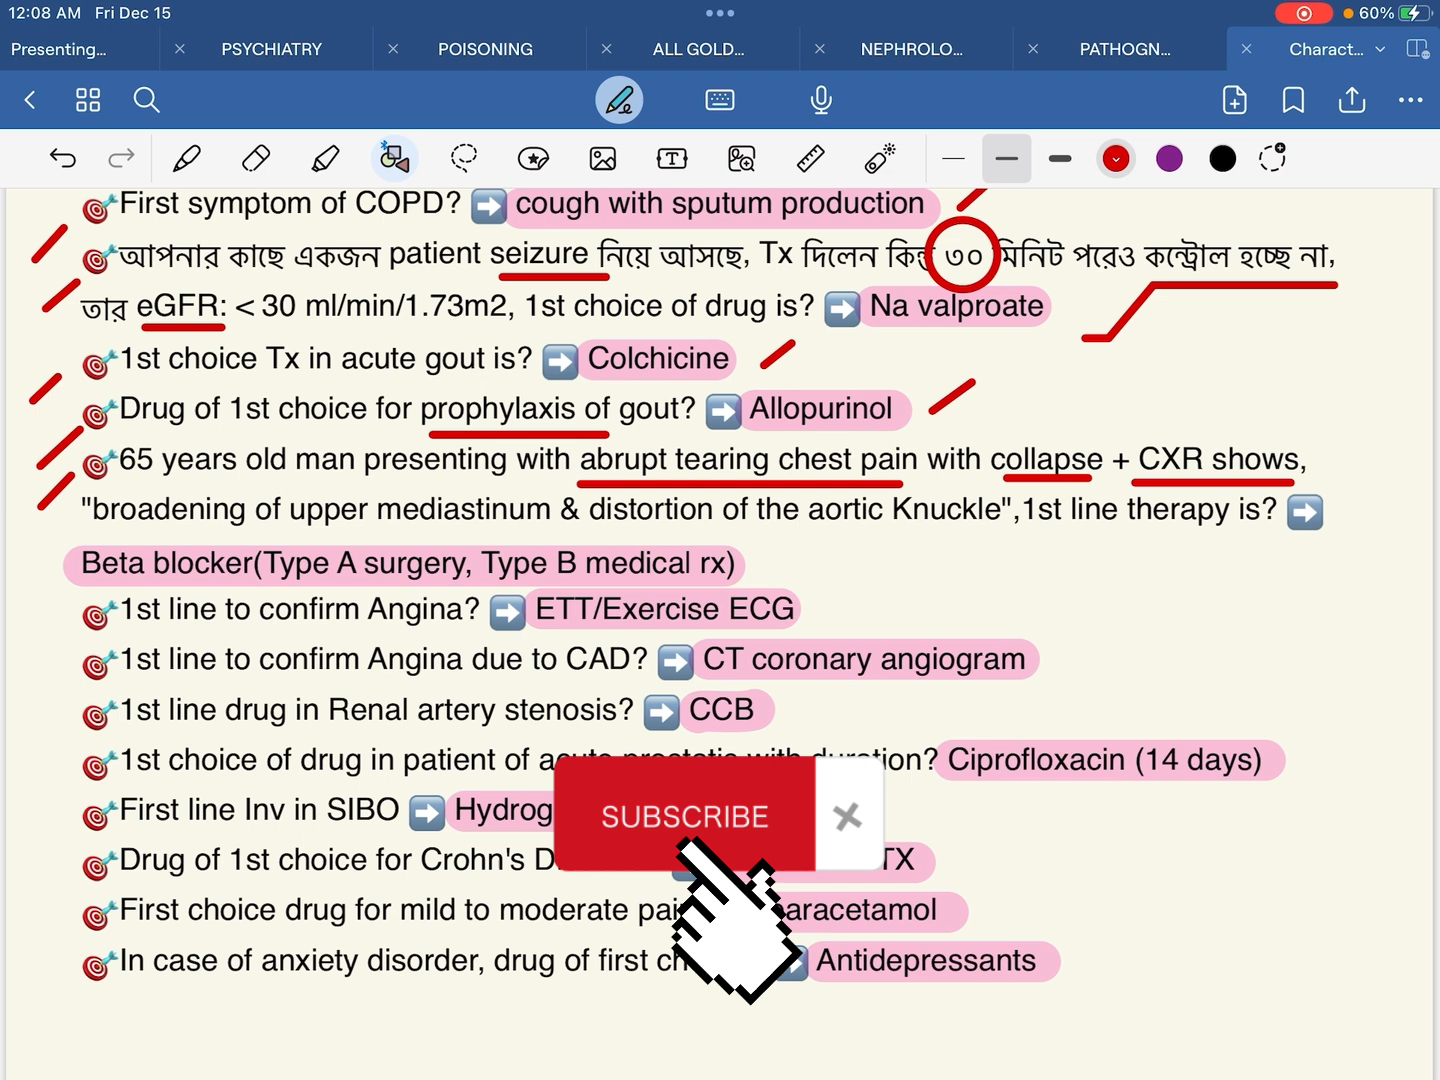 12:08 AM Fri Dec 15
60%
Presenting...
PSYCHIATRY
POISONING
ALL GOLD...
NEPHROLO...
PATHOGN...
Charact...
First symptom of COPD? ➡️ cough with sputum production
আপনার কাছে একজন patient seizure নিয়ে আসছে, Tx দিলেন কিন্তু ৩০ মিনিট পরেও কন্ট্রোল হচ্ছে না,
তার eGFR: < 30 ml/min/1.73m2, 1st choice of drug is? ➡️ Na valproate
1st choice Tx in acute gout is? ➡️ Colchicine
Drug of 1st choice for prophylaxis of gout? ➡️ Allopurinol
65 years old man presenting with abrupt tearing chest pain with collapse + CXR shows,
"broadening of upper mediastinum & distortion of the aortic Knuckle",1st line therapy is? ➡️
Beta blocker(Type A surgery, Type B medical rx)
1st line to confirm Angina? ➡️ ETT/Exercise ECG
1st line to confirm Angina due to CAD? ➡️ CT coronary angiogram
1st line drug in Renal artery stenosis? ➡️ CCB
1st choice of drug in patient of acute prostatis with duration? Ciprofloxacin (14 days)
First line Inv in SIBO ➡️ Hydrog
SUBSCRIBE
Drug of 1st choice for Crohn's D TX
First choice drug for mild to moderate pai paracetamol
In case of anxiety disorder, drug of first ch ➡️ Antidepressants